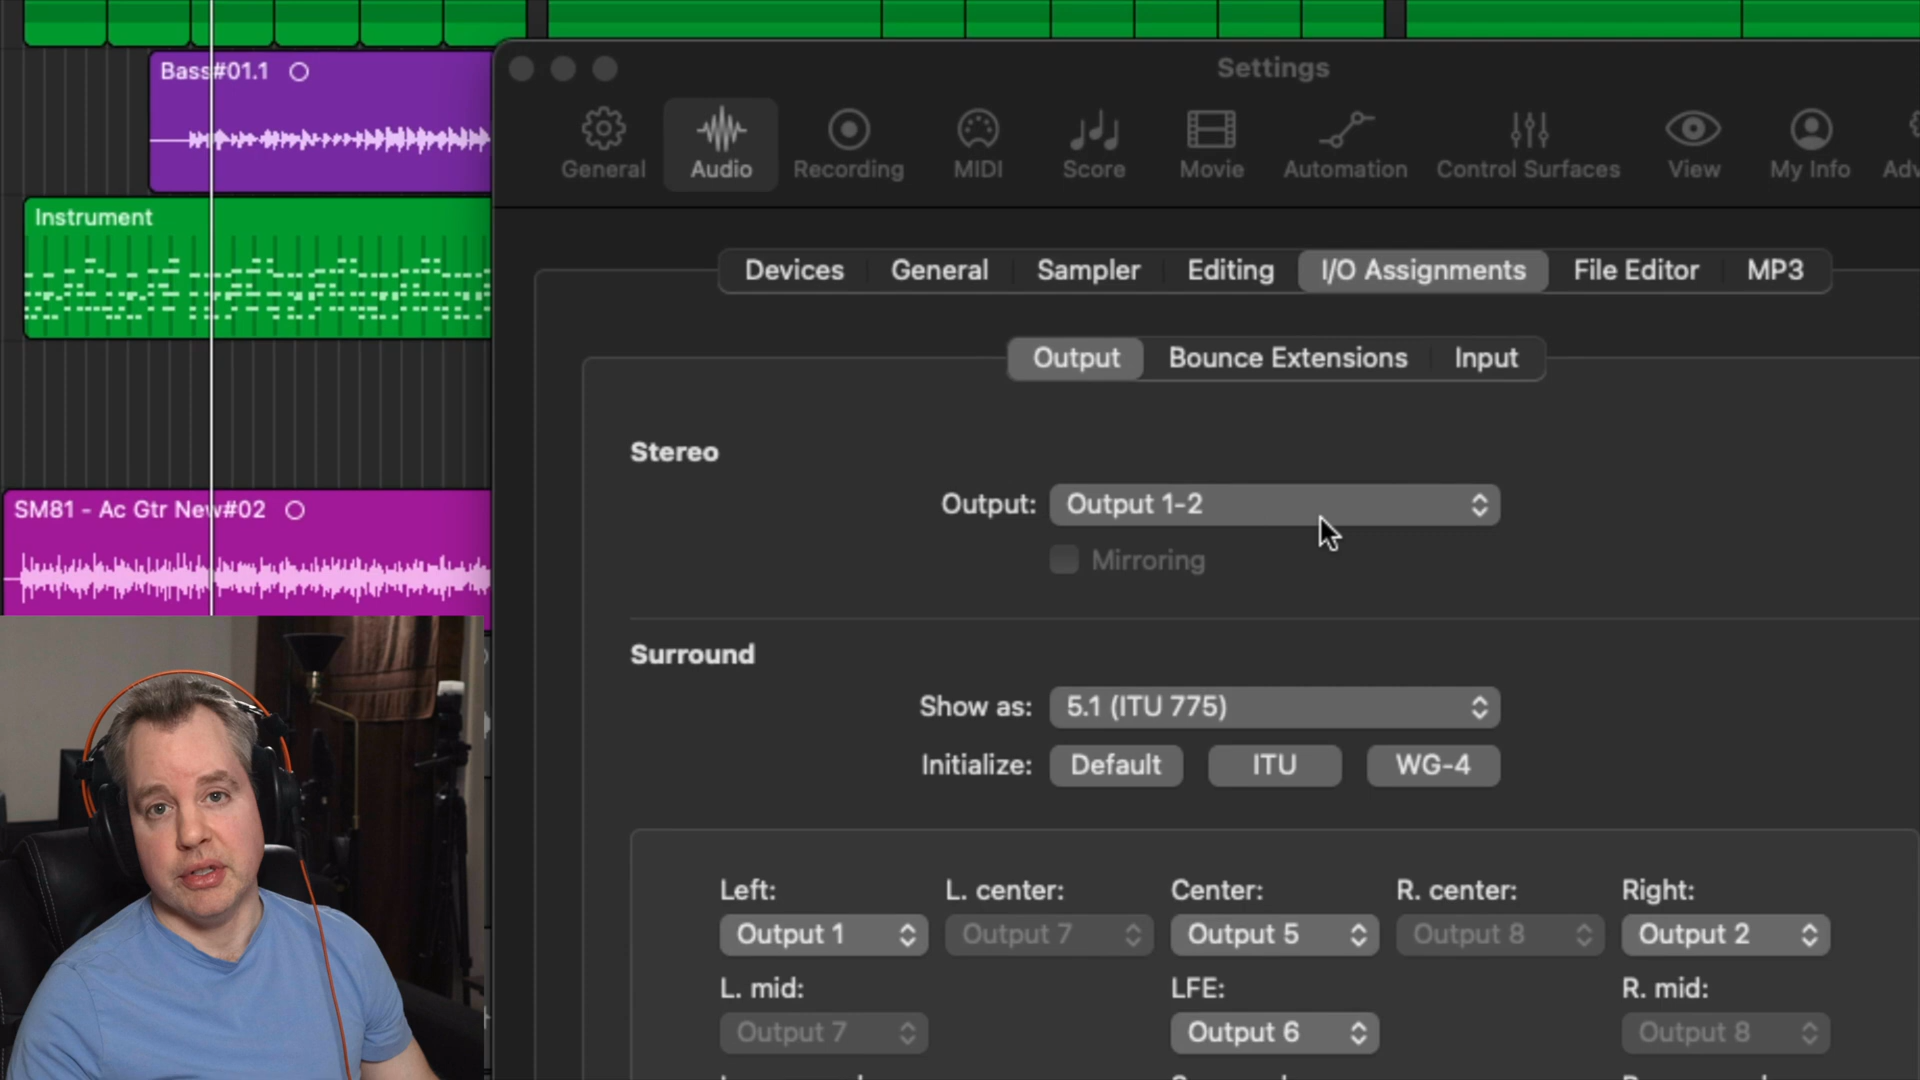 Bass#01.1
Instrument
SM81 - Ac Gtr New#02
Settings
General
Audio
Recording
MIDI
Score
Movie
Automation
Control Surfaces
View
My Info
Devices
General
Sampler
Editing
I/O Assignments
File Editor
MP3
Output
Bounce Extensions
Input
Stereo
Output:
Output 1-2
Mirroring
Surround
Show as:
5.1 (ITU 775)
Initialize:
Default
ITU
WG-4
Left:
L. center:
Center:
R. center:
Right:
Output 1
Output 7
Output 5
Output 8
Output 2
L. mid:
LFE:
R. mid:
Output 7
Output 6
Output 8